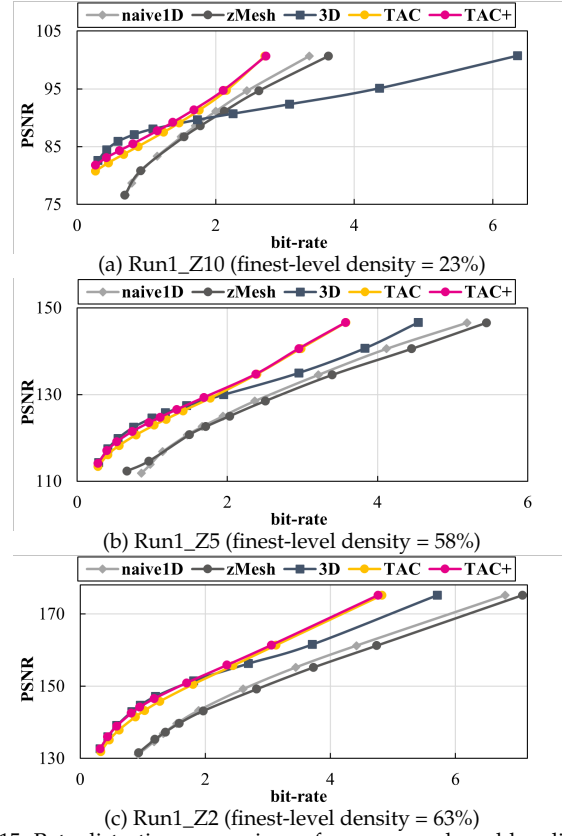 naive1D zMesh 3D TAC TAC+
105
95
85
75
PSNR
0 2 4 6
bit-rate
(a) Run1_Z10 (finest-level density = 23%)
naive1D zMesh 3D TAC TAC+
150
130
110
PSNR
0 2 4 6
bit-rate
(b) Run1_Z5 (finest-level density = 58%)
naive1D zMesh 3D TAC TAC+
170
150
130
PSNR
0 2 4 6
bit-rate
(c) Run1_Z2 (finest-level density = 63%)